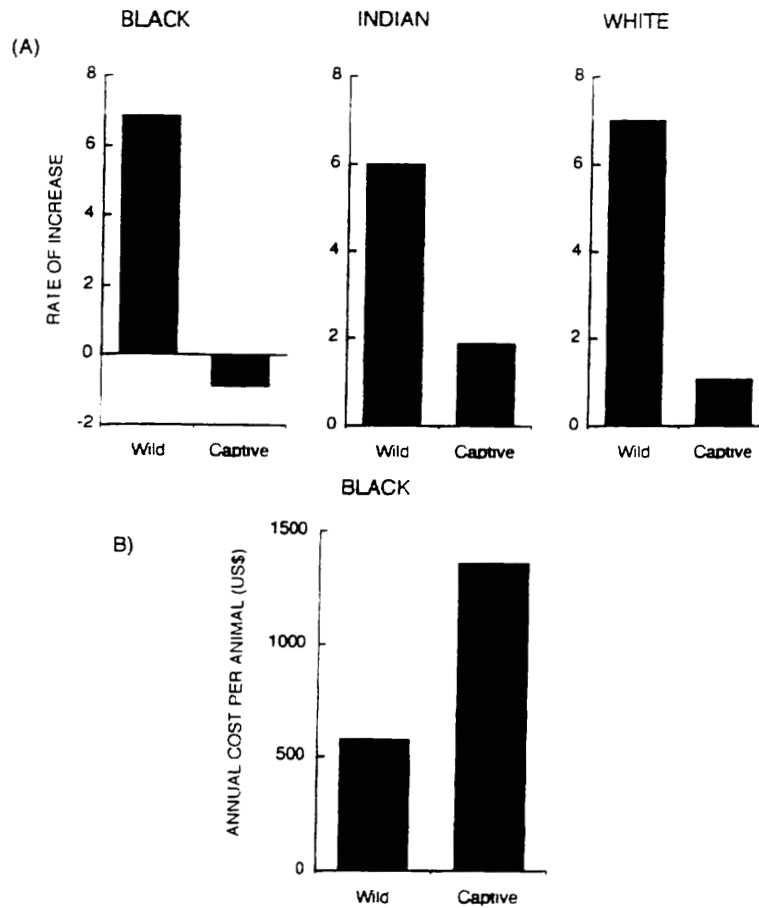 BLACK INDIAN WHITE
(A)
8 8 8
6 6 6
4 4 4
2 2 2
0 0 0
-2
RATE OF INCREASE
Wild Captive Wild Captive Wild Captive
BLACK
B)
1500
1000
500
0
ANNUAL COST PER ANIMAL (US$)
Wild Captive